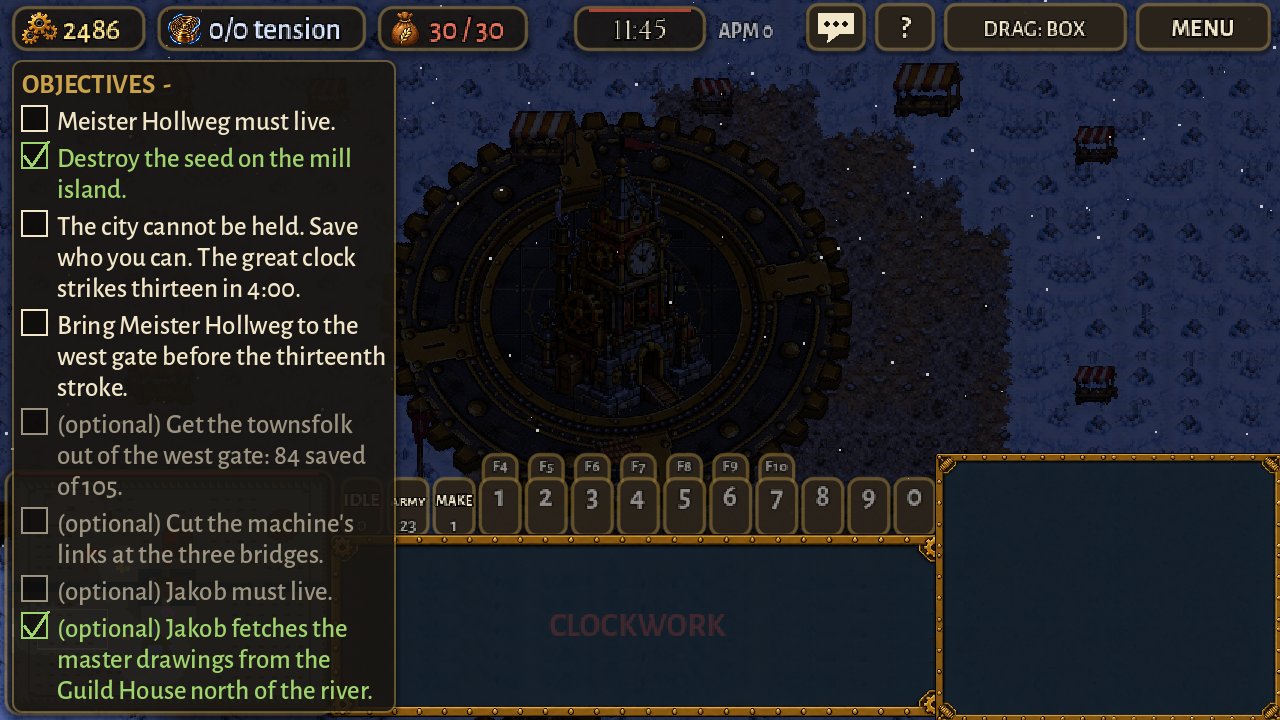 2486
0/0 tension
30/30
11:45
APM 0
?
DRAG: BOX
MENU
OBJECTIVES -
Meister Hollweg must live.
Destroy the seed on the mill
island.
The city cannot be held. Save
who you can. The great clock
strikes thirteen in 4:00.
Bring Meister Hollweg to the
west gate before the thirteenth
stroke.
(optional) Get the townsfolk
out of the west gate: 84 saved
of 105.
(optional) Cut the machine's
links at the three bridges.
(optional) Jakob must live.
(optional) Jakob fetches the
master drawings from the
Guild House north of the river.
F4 F5 F6 F7 F8 F9 F10
IDLE ARMY MAKE 1 2 3 4 5 6 7 8 9 0
0 23 1
CLOCKWORK